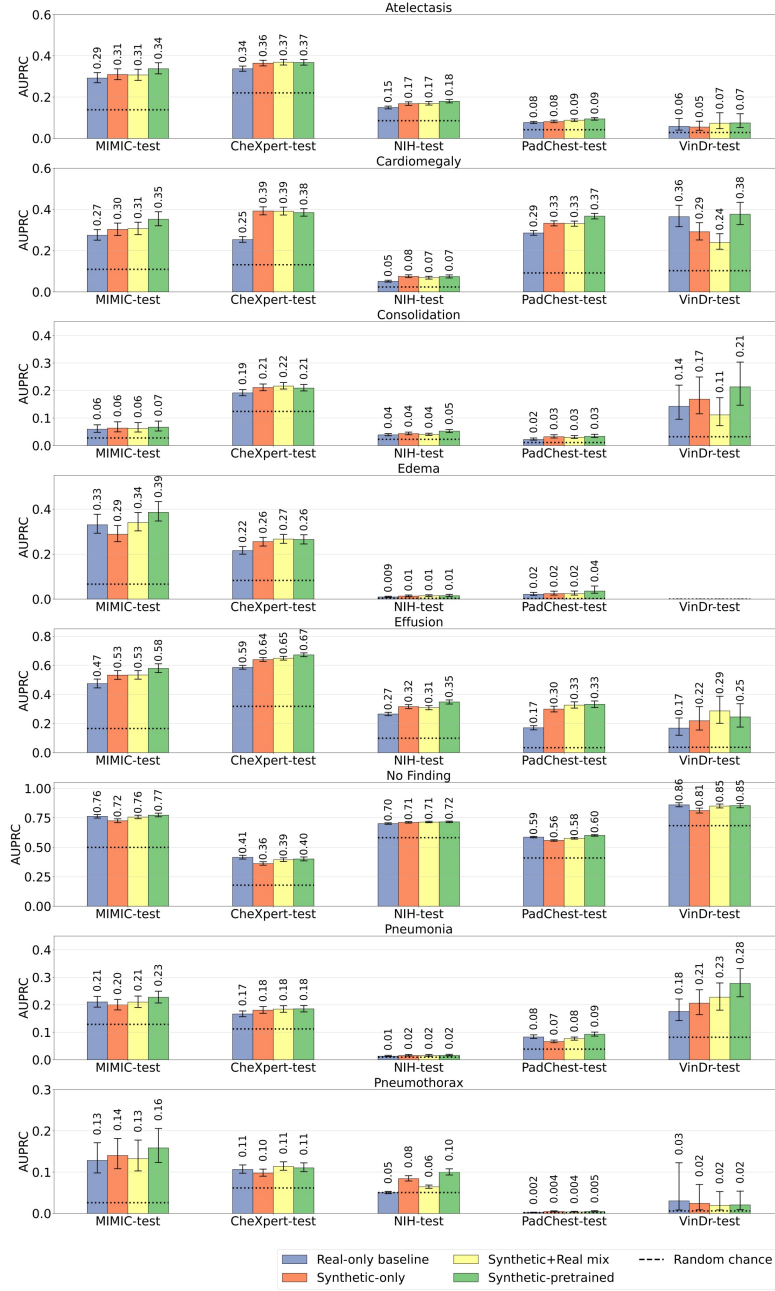 Atelectasis
AUPRC
0.6
0.4
0.2
0.0
0.29 0.31 0.31 0.34
0.34 0.36 0.37 0.37
0.15 0.17 0.17 0.18
0.08 0.08 0.09 0.09
0.06 0.05 0.07 0.07
MIMIC-test CheXpert-test NIH-test PadChest-test VinDr-test
Cardiomegaly
AUPRC
0.6
0.4
0.2
0.0
0.27 0.30 0.31 0.35
0.25 0.39 0.39 0.38
0.05 0.08 0.07 0.07
0.29 0.33 0.33 0.37
0.36 0.29 0.24 0.38
MIMIC-test CheXpert-test NIH-test PadChest-test VinDr-test
Consolidation
AUPRC
0.4
0.3
0.2
0.1
0.0
0.06 0.06 0.06 0.07
0.19 0.21 0.22 0.21
0.04 0.04 0.04 0.05
0.02 0.03 0.03 0.03
0.14 0.17 0.11 0.21
MIMIC-test CheXpert-test NIH-test PadChest-test VinDr-test
Edema
AUPRC
0.4
0.2
0.0
0.33 0.29 0.34 0.39
0.22 0.26 0.27 0.26
0.009 0.01 0.01 0.01
0.02 0.02 0.02 0.04
MIMIC-test CheXpert-test NIH-test PadChest-test VinDr-test
Effusion
AUPRC
0.8
0.6
0.4
0.2
0.0
0.47 0.53 0.53 0.58
0.59 0.64 0.65 0.67
0.27 0.32 0.31 0.35
0.17 0.30 0.33 0.33
0.17 0.22 0.29 0.25
MIMIC-test CheXpert-test NIH-test PadChest-test VinDr-test
No Finding
AUPRC
1.00
0.75
0.50
0.25
0.00
0.76 0.72 0.76 0.77
0.41 0.36 0.39 0.40
0.70 0.71 0.71 0.72
0.59 0.56 0.58 0.60
0.86 0.81 0.85 0.85
MIMIC-test CheXpert-test NIH-test PadChest-test VinDr-test
Pneumonia
AUPRC
0.4
0.3
0.2
0.1
0.0
0.21 0.20 0.21 0.23
0.17 0.18 0.18 0.18
0.01 0.02 0.02 0.02
0.08 0.07 0.08 0.09
0.18 0.21 0.23 0.28
MIMIC-test CheXpert-test NIH-test PadChest-test VinDr-test
Pneumothorax
AUPRC
0.3
0.2
0.1
0.0
0.13 0.14 0.13 0.16
0.11 0.10 0.11 0.11
0.05 0.08 0.06 0.10
0.002 0.004 0.004 0.005
0.03 0.02 0.02 0.02
MIMIC-test CheXpert-test NIH-test PadChest-test VinDr-test
Real-only baseline Synthetic+Real mix Random chance
Synthetic-only Synthetic-pretrained